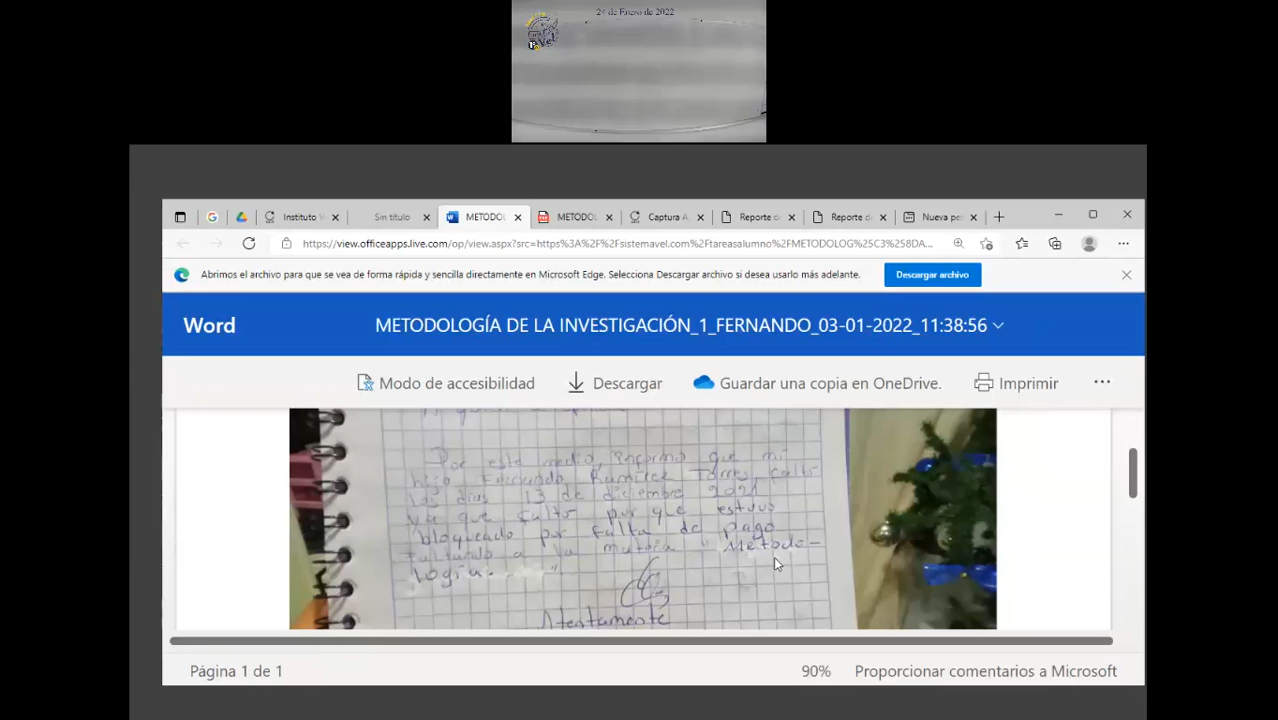 24 de Enero de 2022
Instituto
Sin título
METODOL
METODOL
Captura A
Reporte de
Reporte de
Nueva pe
https://view.officeapps.live.com/op/view.aspx?src=https%3A%2F%2Fsistemavel.com%2Ftareasalumno%2FMETODOLOG%25C3%258DA...
Abrimos el archivo para que se vea de forma rápida y sencilla directamente en Microsoft Edge. Selecciona Descargar archivo si desea usarlo más adelante.
Descargar archivo
Word
METODOLOGÍA DE LA INVESTIGACIÓN_1_FERNANDO_03-01-2022_11:38:56
Modo de accesibilidad
Descargar
Guardar una copia en OneDrive.
Imprimir
Por este medio, informo que mi
hijo Fernando Ramírez Torres, falto
los días 13 de diciembre 2021
ya que falto por que estuvo
bloqueado por falta de pago
faltando a la materia "Metodo-
logía. "
Atentamente
Página 1 de 1
90%
Proporcionar comentarios a Microsoft